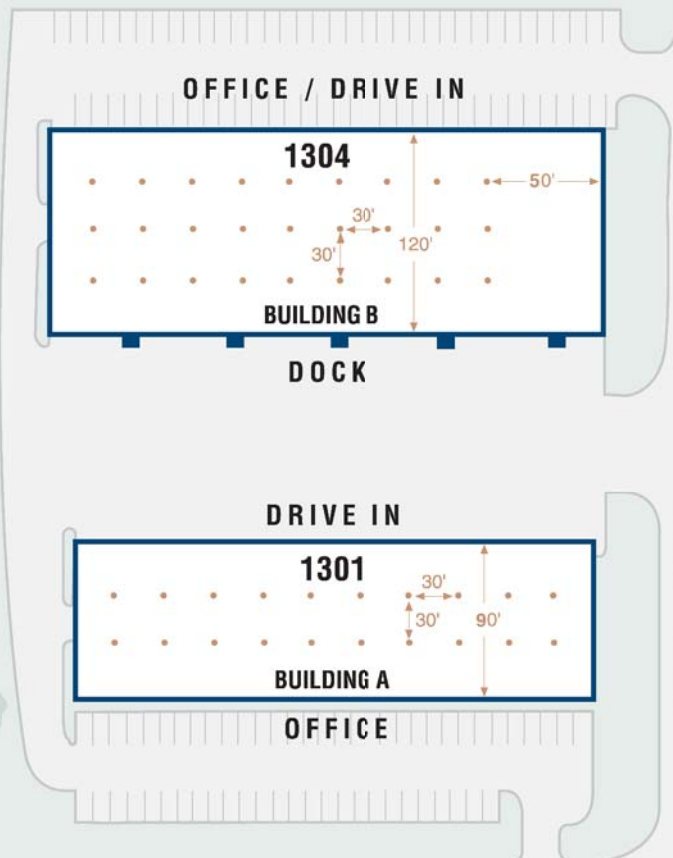 OFFICE / DRIVE IN
1304
50'
30'
120'
30'
BUILDING B
DOCK
DRIVE IN
1301
30'
30'
90'
BUILDING A
OFFICE